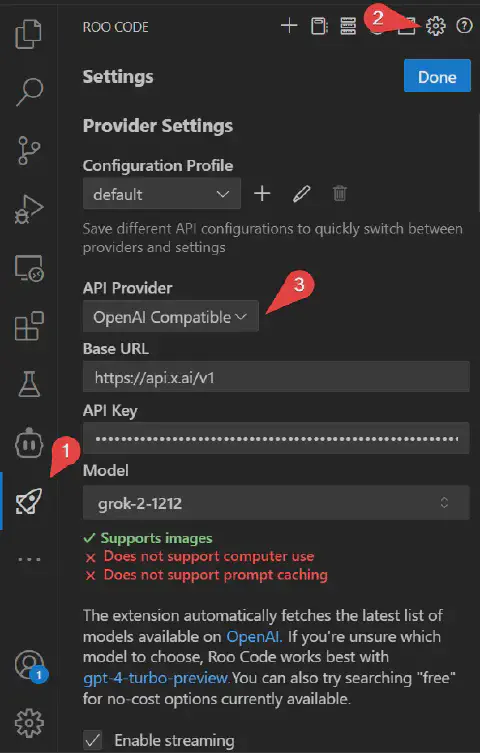 ROO CODE
2
Settings
Done
Provider Settings
Configuration Profile
default
Save different API configurations to quickly switch between
providers and settings
API Provider
3
OpenAI Compatible
Base URL
https://api.x.ai/v1
API Key
1
Model
grok-2-1212
Supports images
Does not support computer use
Does not support prompt caching
The extension automatically fetches the latest list of
models available on OpenAI. If you're unsure which
model to choose, Roo Code works best with
gpt-4-turbo-preview.You can also try searching "free"
for no-cost options currently available.
1
Enable streaming